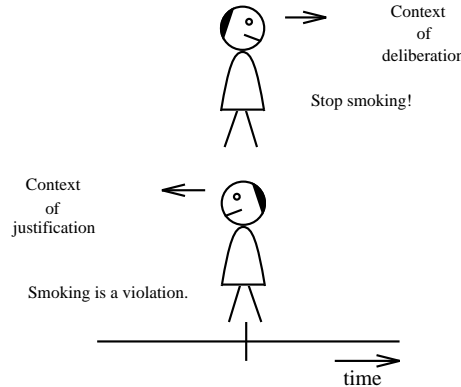 Context
of
deliberation
Stop smoking!
Context
of
justification
Smoking is a violation.
time